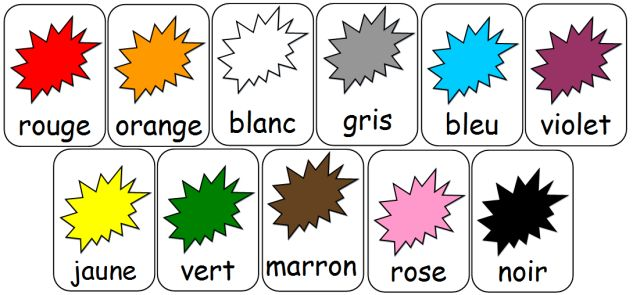 rouge orange blanc gris bleu violet
jaune vert marron rose noir